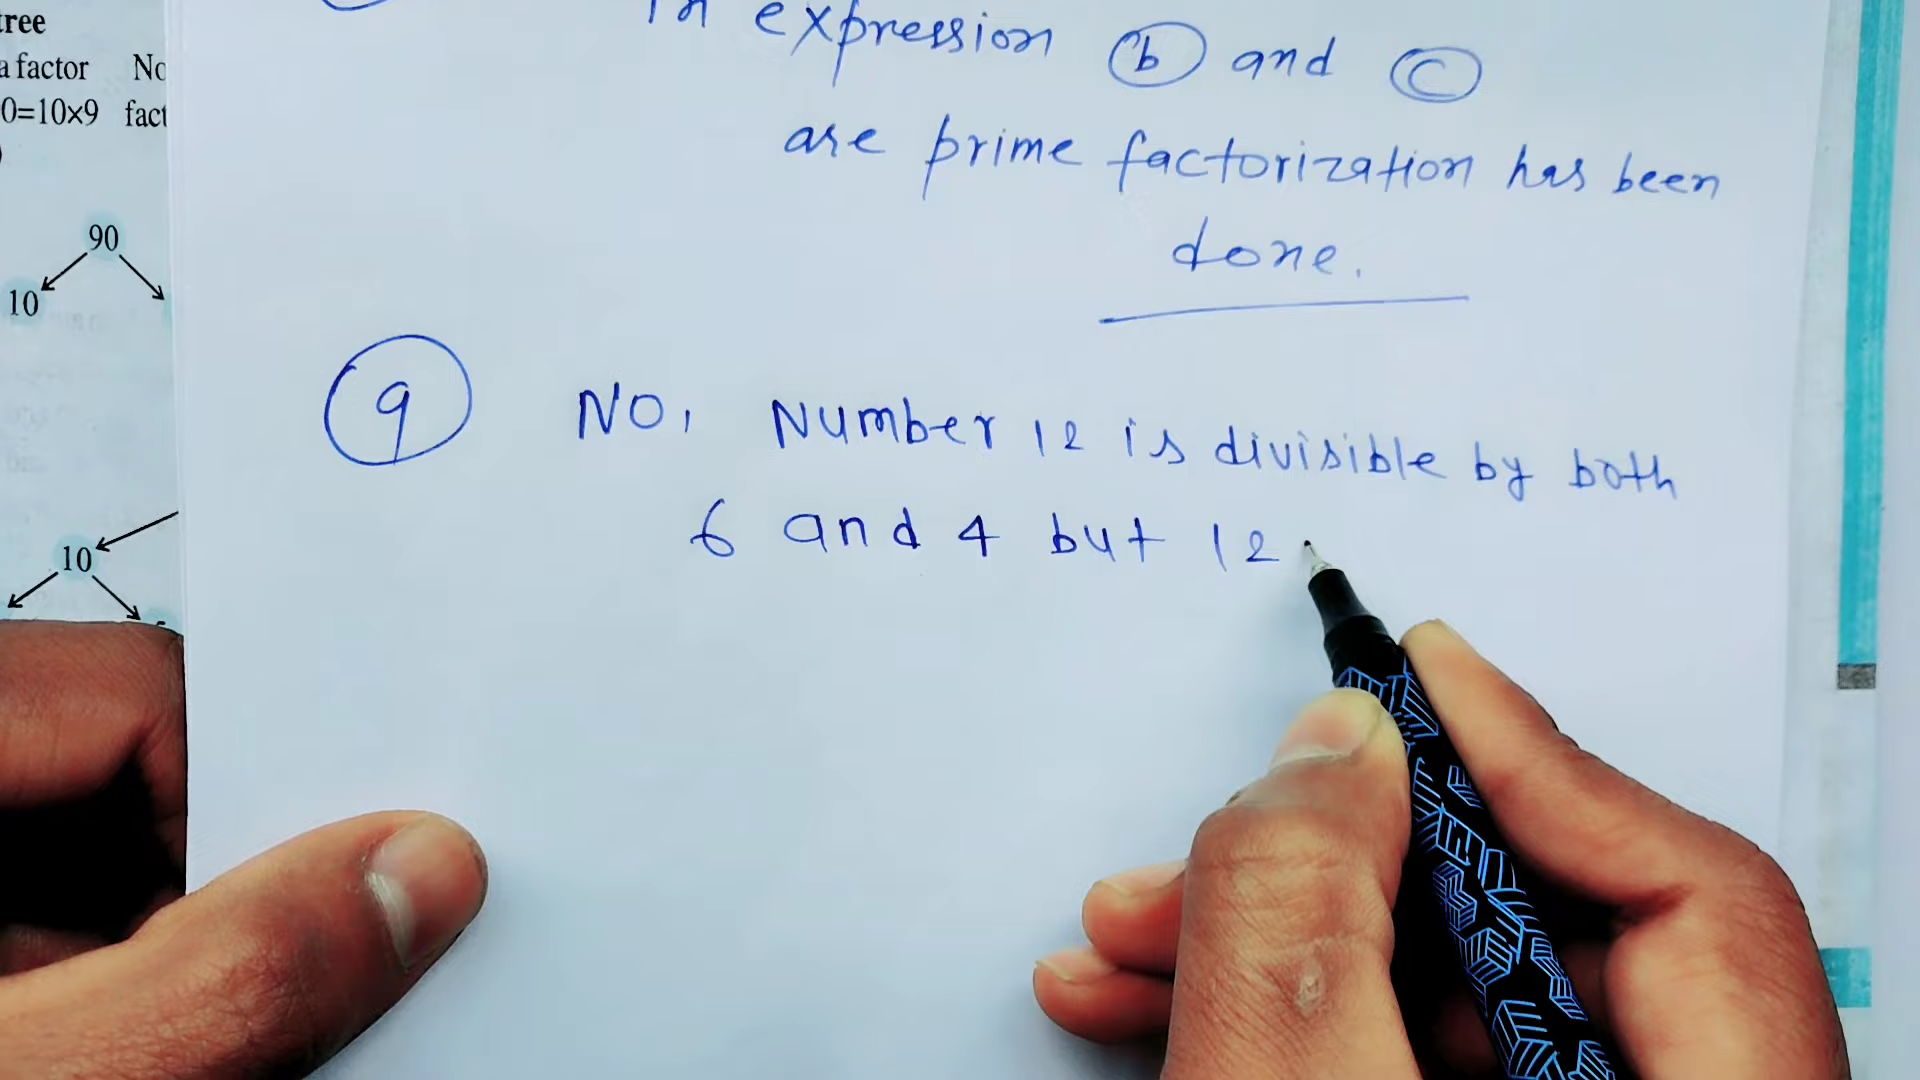 tree
a factor No
0=10×9 fact
)
90
10
10
In expression b and c
are prime factorization has been
done.
9 NO, Number 12 is divisible by both
6 and 4 but 12